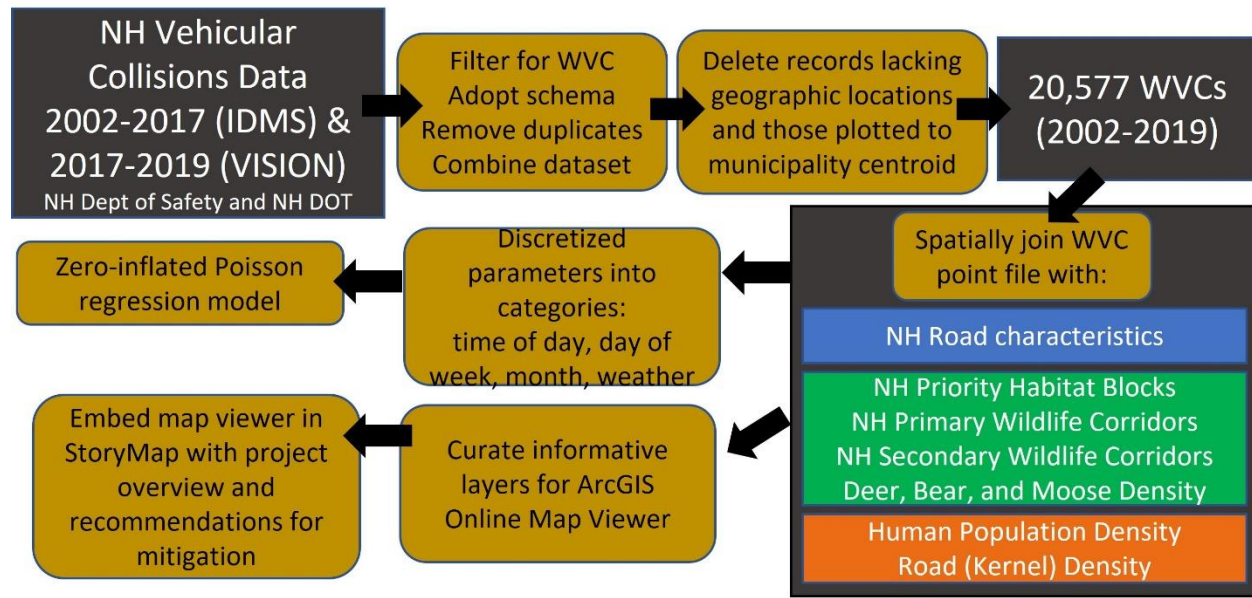 NH Vehicular
Collisions Data
2002-2017 (IDMS) &
2017-2019 (VISION)
NH Dept of Safety and NH DOT
Filter for WVC
Adopt schema
Remove duplicates
Combine dataset
Delete records lacking
geographic locations
and those plotted to
municipality centroid
20,577 WVCs
(2002-2019)
Spatially join WVC
point file with:
NH Road characteristics
NH Priority Habitat Blocks
NH Primary Wildlife Corridors
NH Secondary Wildlife Corridors
Deer, Bear, and Moose Density
Human Population Density
Road (Kernel) Density
Discretized
parameters into
categories:
time of day, day of
week, month, weather
Zero-inflated Poisson
regression model
Curate informative
layers for ArcGIS
Online Map Viewer
Embed map viewer in
StoryMap with project
overview and
recommendations for
mitigation